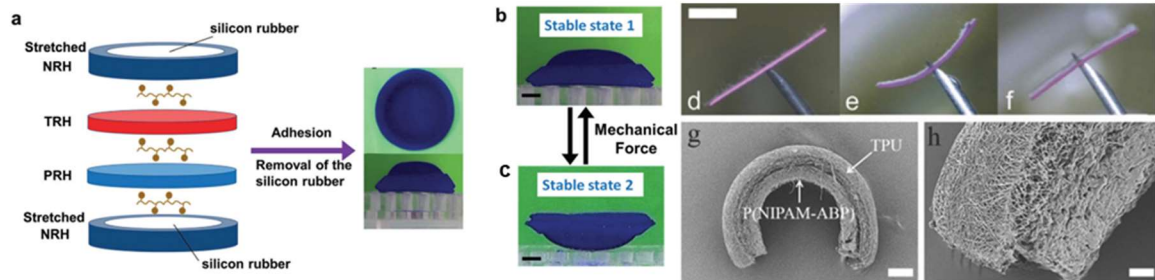 a
silicon rubber
Stretched
NRH
TRH
PRH
Stretched
NRH
silicon rubber
Adhesion
Removal of the
silicon rubber
b
Stable state 1
Mechanical
Force
c
Stable state 2
d
e
f
g
TPU
P(NIPAM-ABP)
h